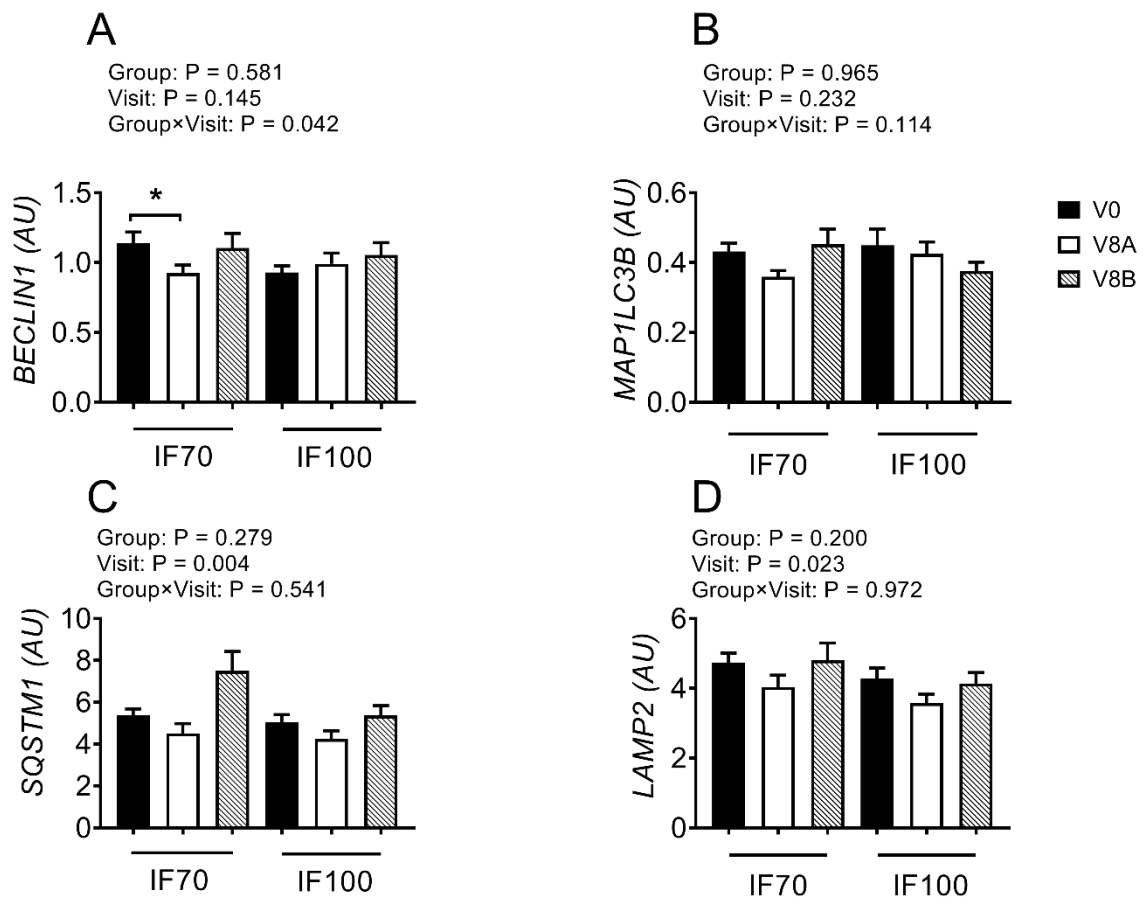 A
Group: P = 0.581
Visit: P = 0.145
Group×Visit: P = 0.042
BECLIN1 (AU)
1.5
1.0
0.5
0.0
*
IF70
IF100
B
Group: P = 0.965
Visit: P = 0.232
Group×Visit: P = 0.114
MAP1LC3B (AU)
0.6
0.4
0.2
0.0
IF70
IF100
V0
V8A
V8B
C
Group: P = 0.279
Visit: P = 0.004
Group×Visit: P = 0.541
SQSTM1 (AU)
10
8
6
4
2
0
IF70
IF100
D
Group: P = 0.200
Visit: P = 0.023
Group×Visit: P = 0.972
LAMP2 (AU)
6
4
2
0
IF70
IF100